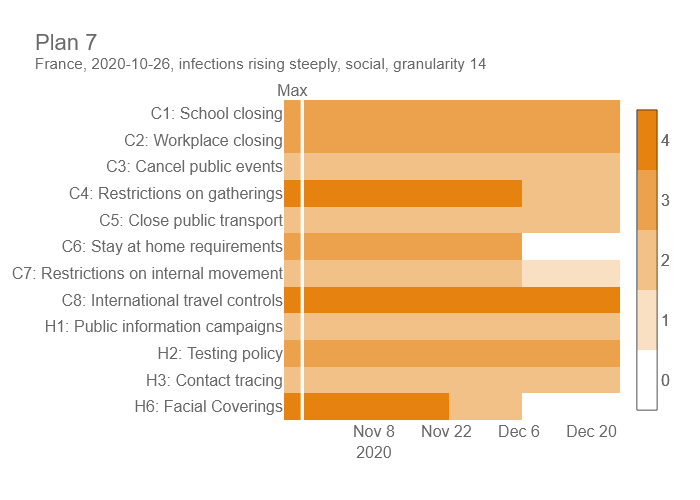 Plan 7
France, 2020-10-26, infections rising steeply, social, granularity 14
Max
C1: School closing
C2: Workplace closing
C3: Cancel public events
C4: Restrictions on gatherings
C5: Close public transport
C6: Stay at home requirements
C7: Restrictions on internal movement
C8: International travel controls
H1: Public information campaigns
H2: Testing policy
H3: Contact tracing
H6: Facial Coverings
Nov 8 Nov 22 Dec 6 Dec 20
2020
4
3
2
1
0